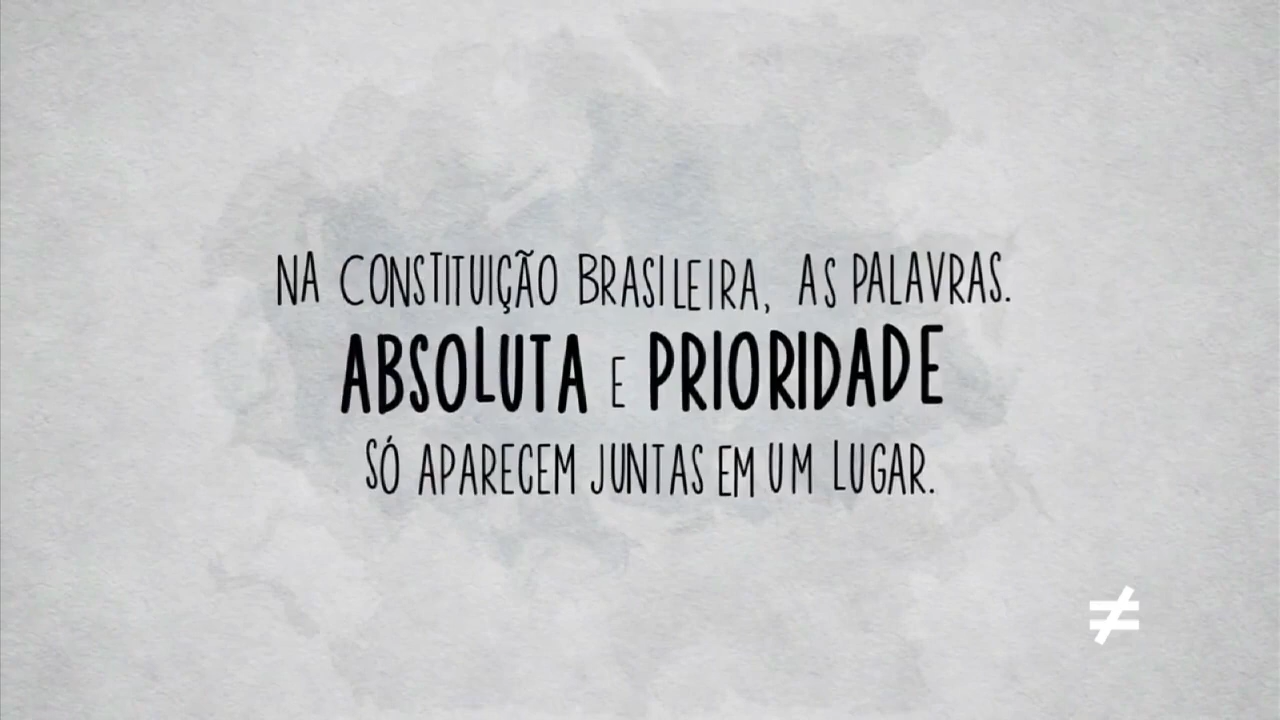 NA CONSTITUIÇÃO BRASILEIRA, AS PALAVRAS.
ABSOLUTA E PRIORIDADE
SÓ APARECEM JUNTAS EM UM LUGAR.
≠